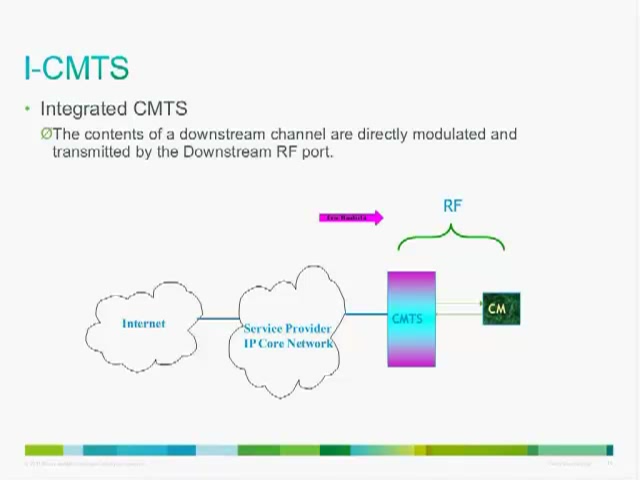 I-CMTS
• Integrated CMTS
ØThe contents of a downstream channel are directly modulated and
transmitted by the Downstream RF port.
RF
Internet
Service Provider
IP Core Network
CMTS
CM